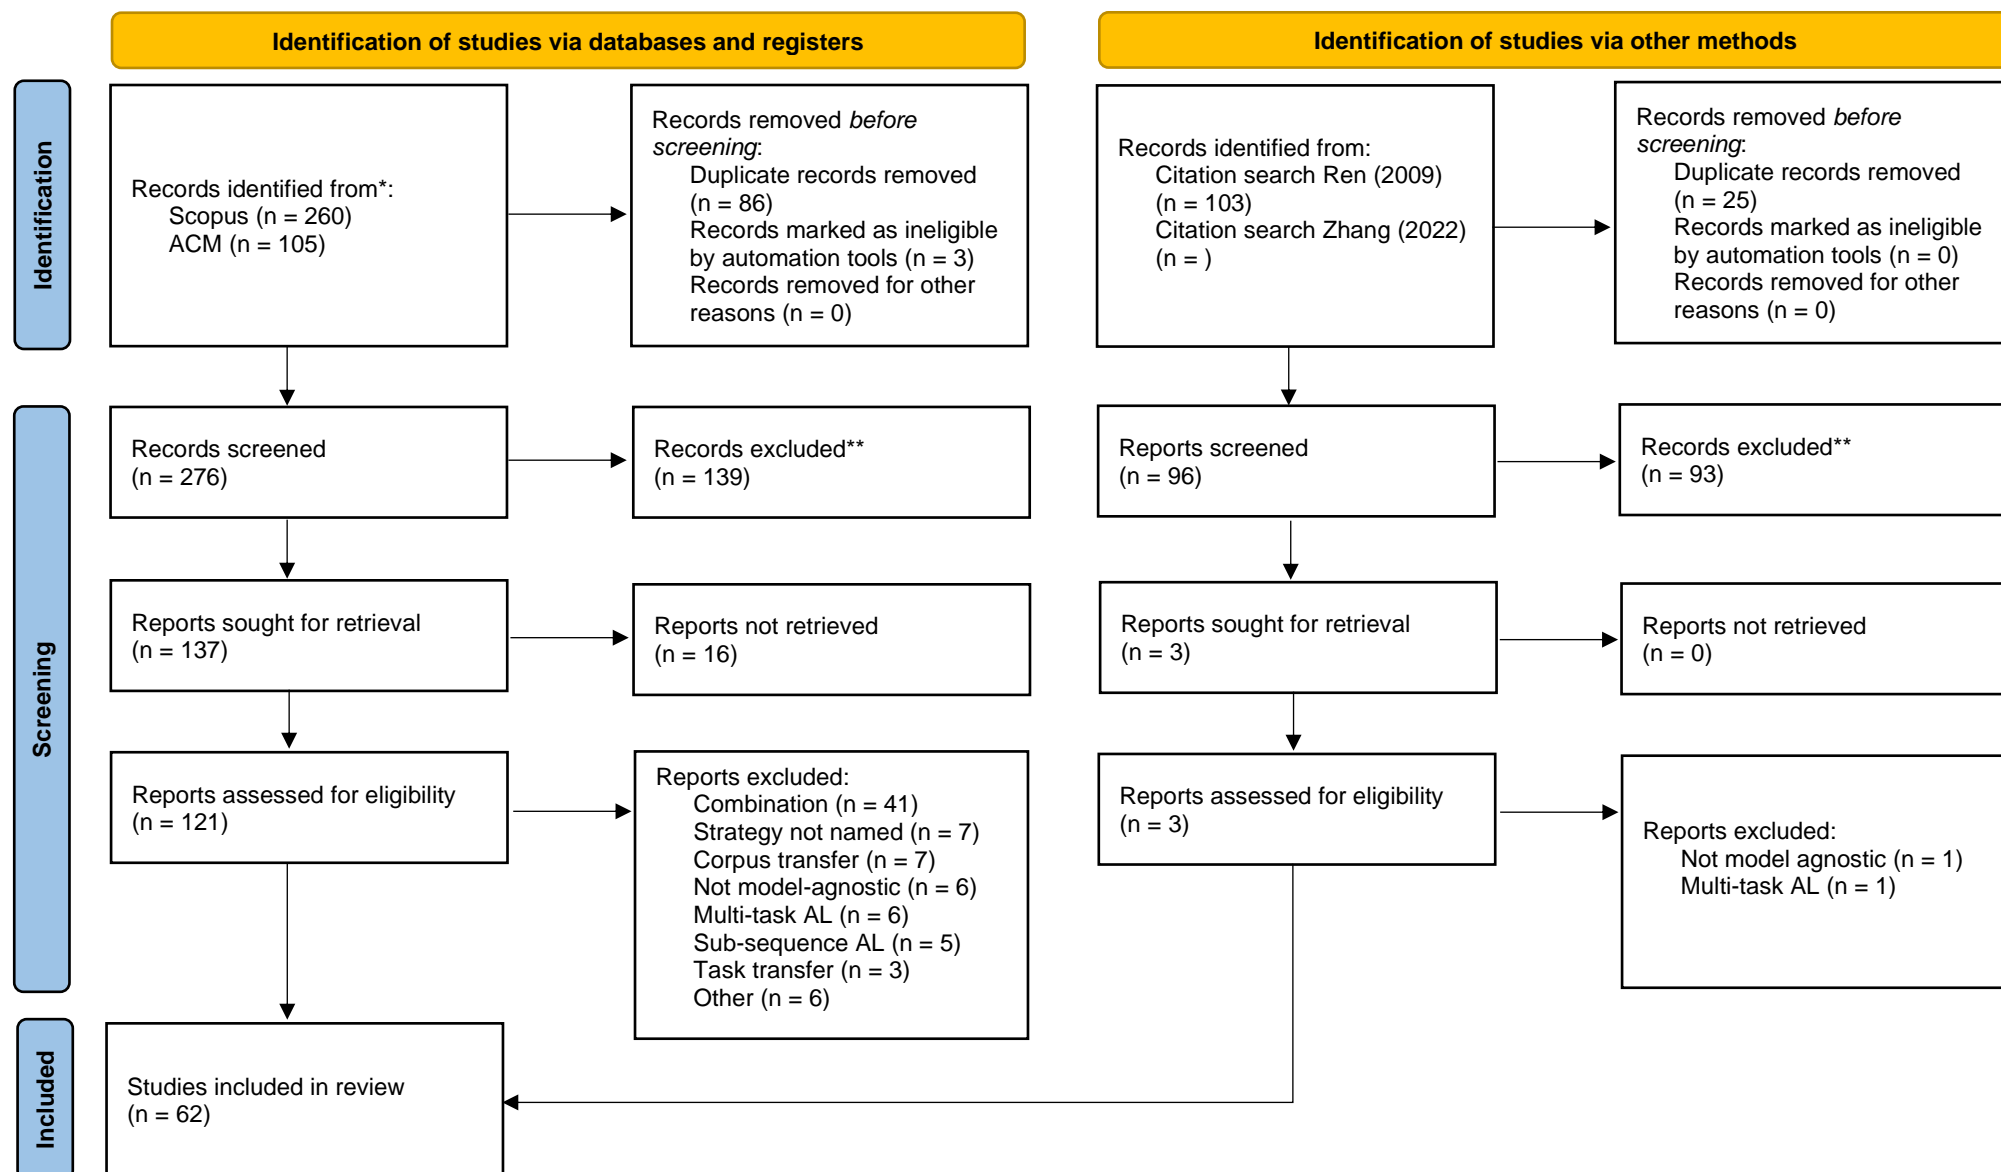 Identification of studies via databases and registers
Identification of studies via other methods
Identification
Records identified from*:
Scopus (n = 260)
ACM (n = 105)
Records removed before
screening:
Duplicate records removed
(n = 86)
Records marked as ineligible
by automation tools (n = 3)
Records removed for other
reasons (n = 0)
Records identified from:
Citation search Ren (2009)
(n = 103)
Citation search Zhang (2022)
(n = )
Records removed before
screening:
Duplicate records removed
(n = 25)
Records marked as ineligible
by automation tools (n = 0)
Records removed for other
reasons (n = 0)
Screening
Records screened
(n = 276)
Records excluded**
(n = 139)
Reports screened
(n = 96)
Records excluded**
(n = 93)
Reports sought for retrieval
(n = 137)
Reports not retrieved
(n = 16)
Reports sought for retrieval
(n = 3)
Reports not retrieved
(n = 0)
Reports assessed for eligibility
(n = 121)
Reports excluded:
Combination (n = 41)
Strategy not named (n = 7)
Corpus transfer (n = 7)
Not model-agnostic (n = 6)
Multi-task AL (n = 6)
Sub-sequence AL (n = 5)
Task transfer (n = 3)
Other (n = 6)
Reports assessed for eligibility
(n = 3)
Reports excluded:
Not model agnostic (n = 1)
Multi-task AL (n = 1)
Included
Studies included in review
(n = 62)